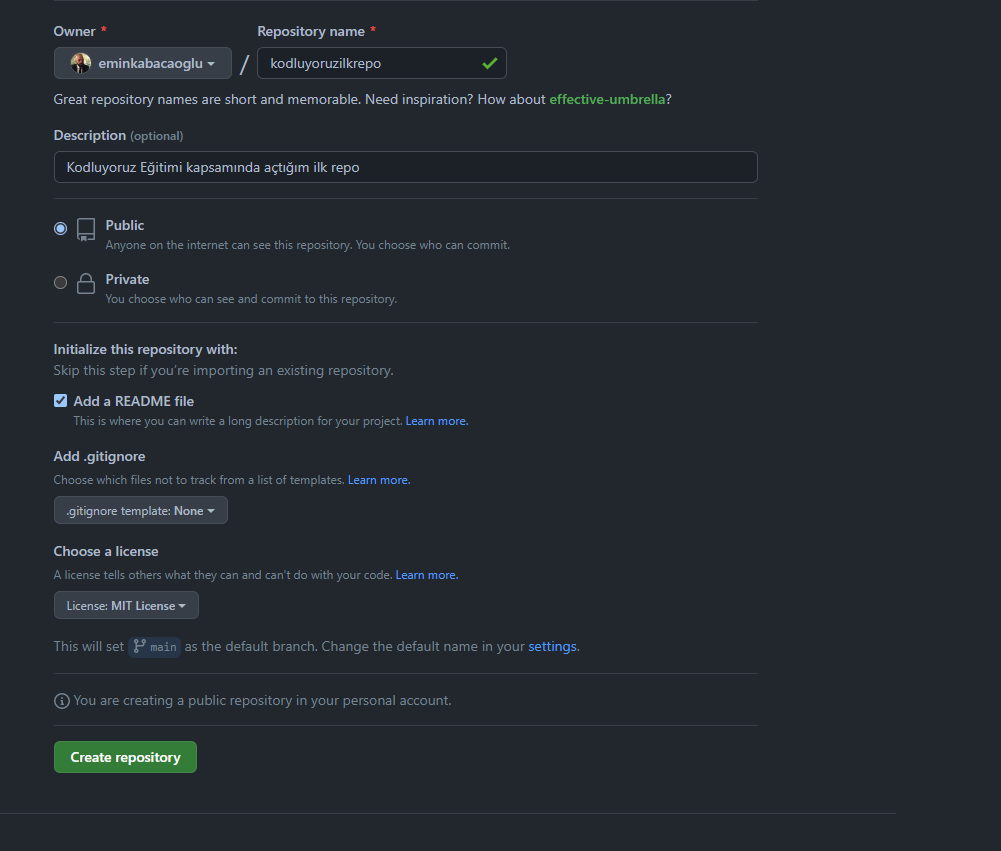 Owner * Repository name *
eminkabacaoglu / kodluyoruzilkrepo
Great repository names are short and memorable. Need inspiration? How about effective-umbrella?
Description (optional)
Kodluyoruz Eğitimi kapsamında açtığım ilk repo
Public
Anyone on the internet can see this repository. You choose who can commit.
Private
You choose who can see and commit to this repository.
Initialize this repository with:
Skip this step if you're importing an existing repository.
Add a README file
This is where you can write a long description for your project. Learn more.
Add .gitignore
Choose which files not to track from a list of templates. Learn more.
.gitignore template: None
Choose a license
A license tells others what they can and can't do with your code. Learn more.
License: MIT License
This will set main as the default branch. Change the default name in your settings.
You are creating a public repository in your personal account.
Create repository